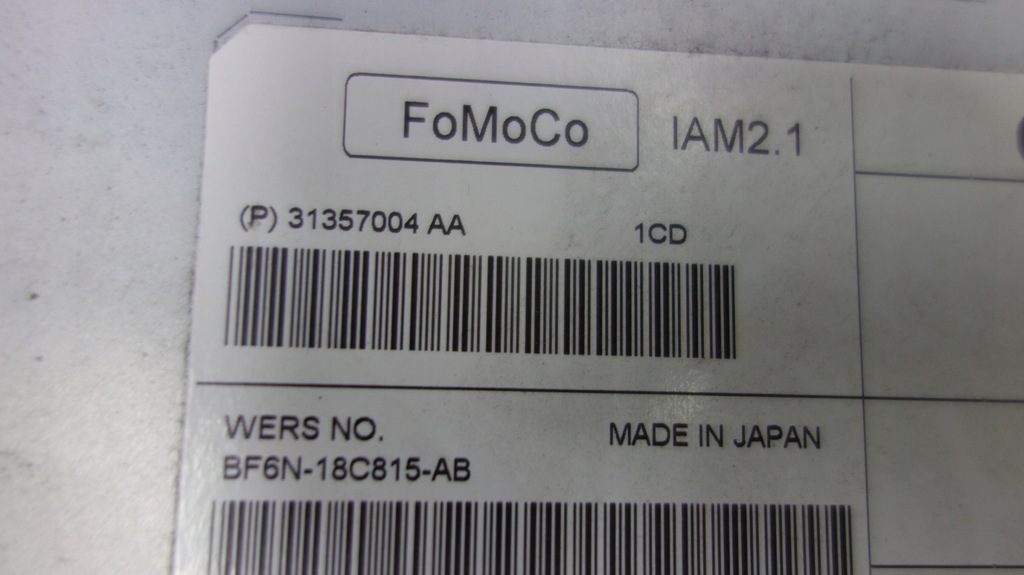 FoMoCo IAM2.1
(P) 31357004 AA 1CD
WERS NO. MADE IN JAPAN
BF6N-18C815-AB